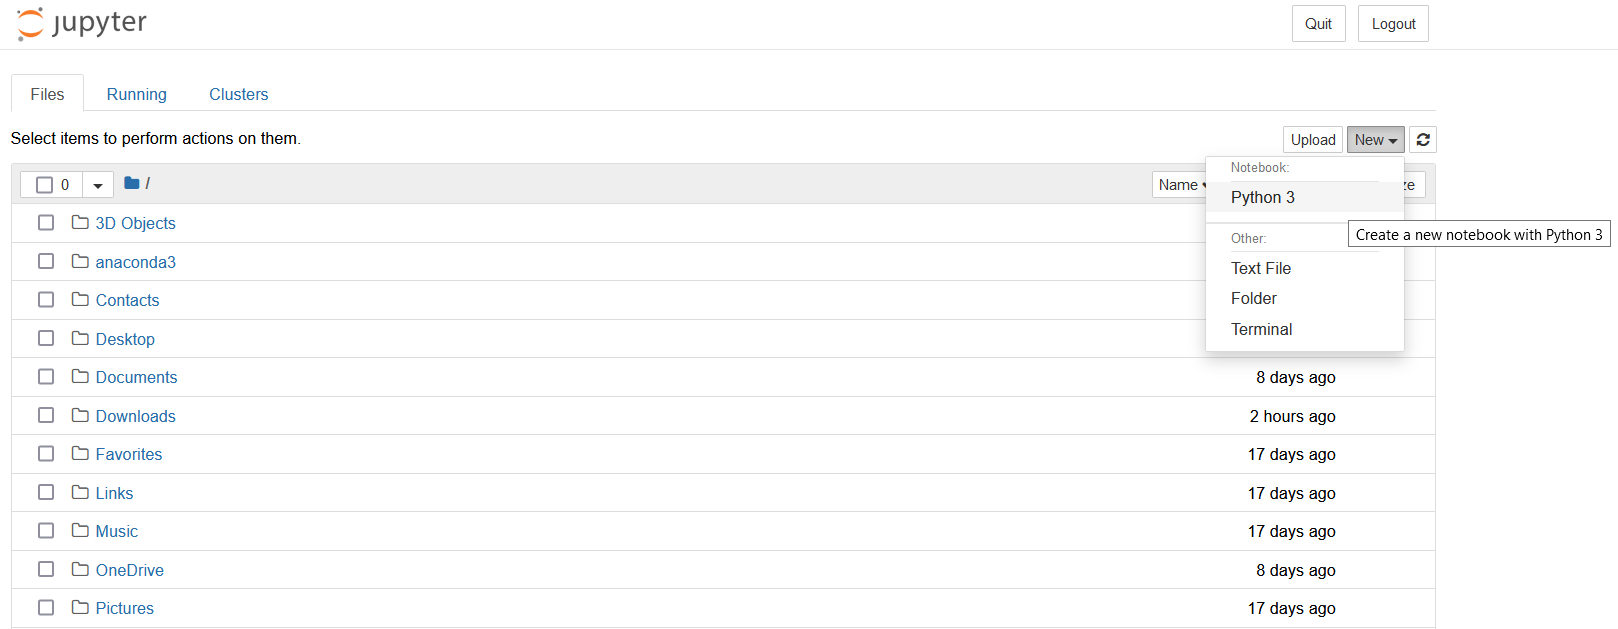 jupyter
Quit
Logout
Files
Running
Clusters
Select items to perform actions on them.
Upload
New
0
/
Name
Notebook:
Python 3
Create a new notebook with Python 3
Other:
Text File
Folder
Terminal
3D Objects
anaconda3
Contacts
Desktop
Documents 8 days ago
Downloads 2 hours ago
Favorites 17 days ago
Links 17 days ago
Music 17 days ago
OneDrive 8 days ago
Pictures 17 days ago